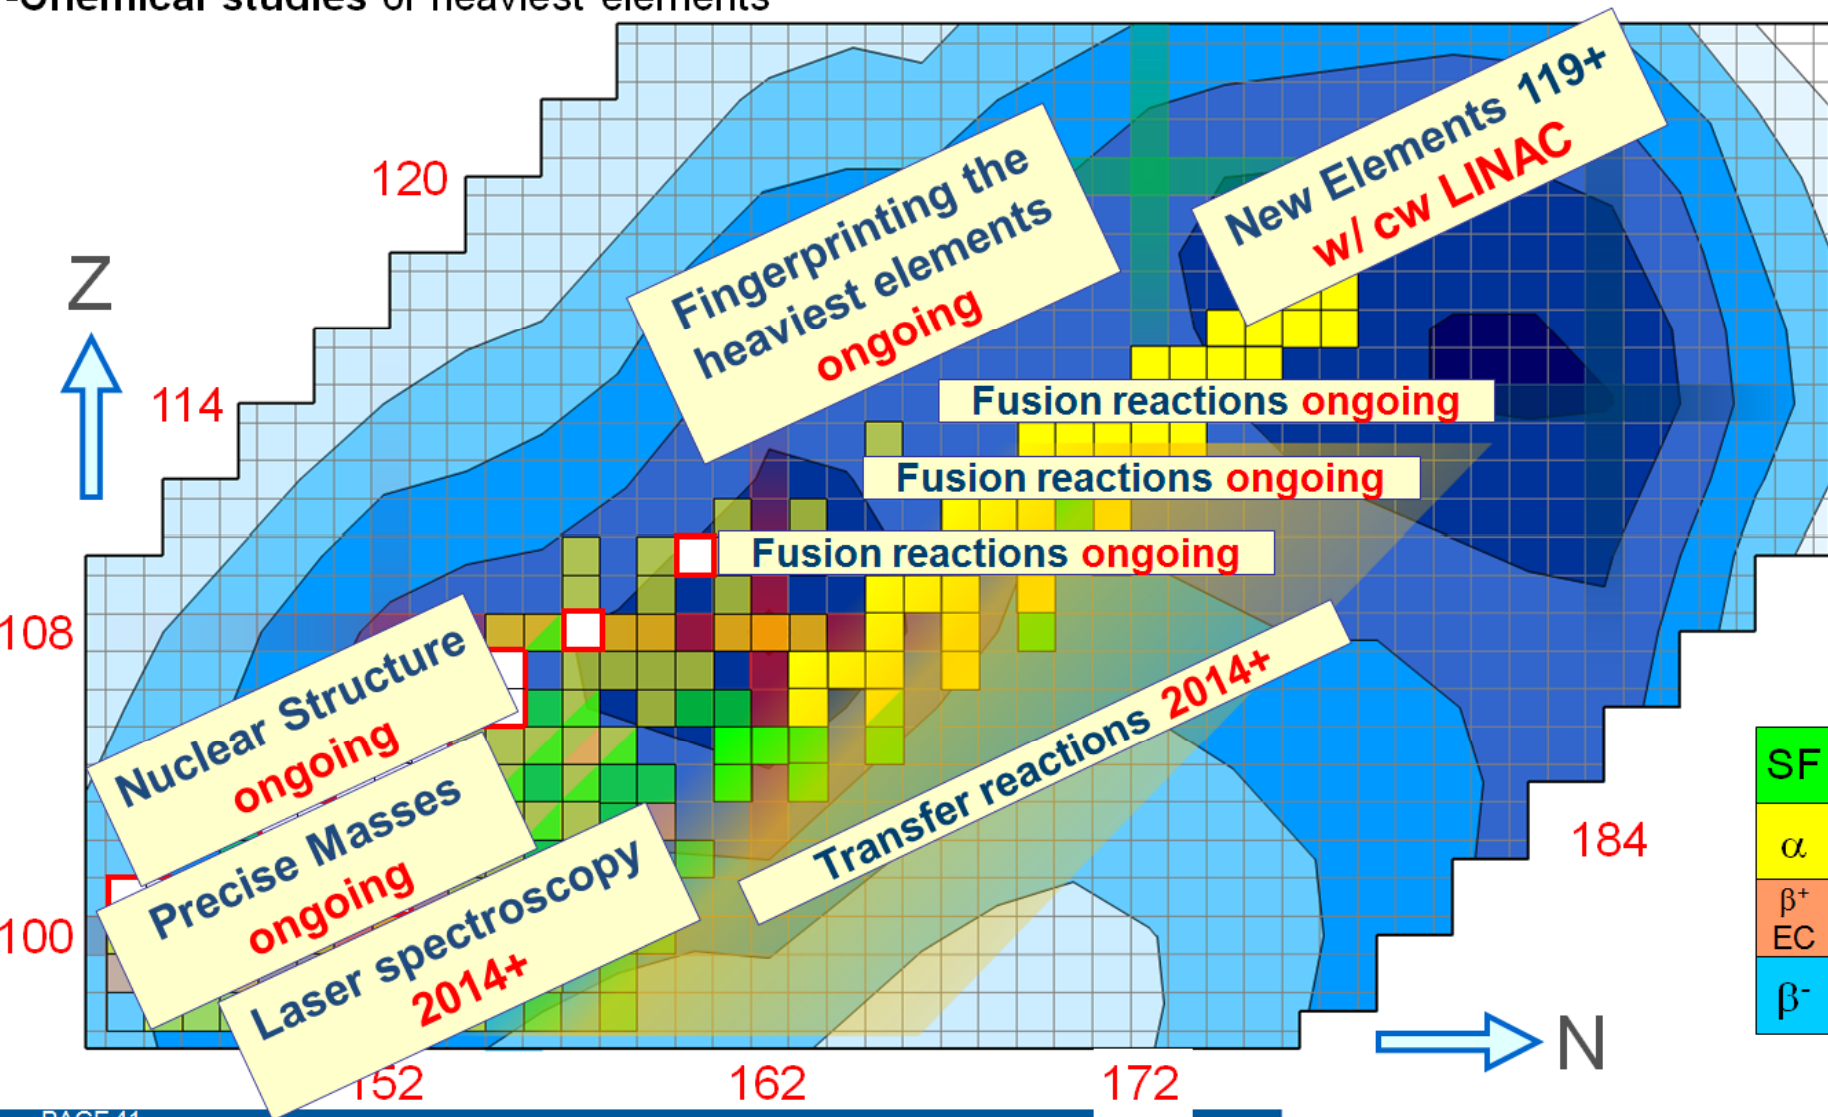 -Chemical studies of heaviest elements
120
Z
114
108
100
Fingerprinting the
heaviest elements
ongoing
New Elements 119+
w/ cw LINAC
Fusion reactions ongoing
Fusion reactions ongoing
Fusion reactions ongoing
Nuclear Structure
ongoing
Precise Masses
ongoing
Laser spectroscopy
2014+
Transfer reactions 2014+
184
SF
α
β+
EC
β-
N
152
162
172
PAGE 41